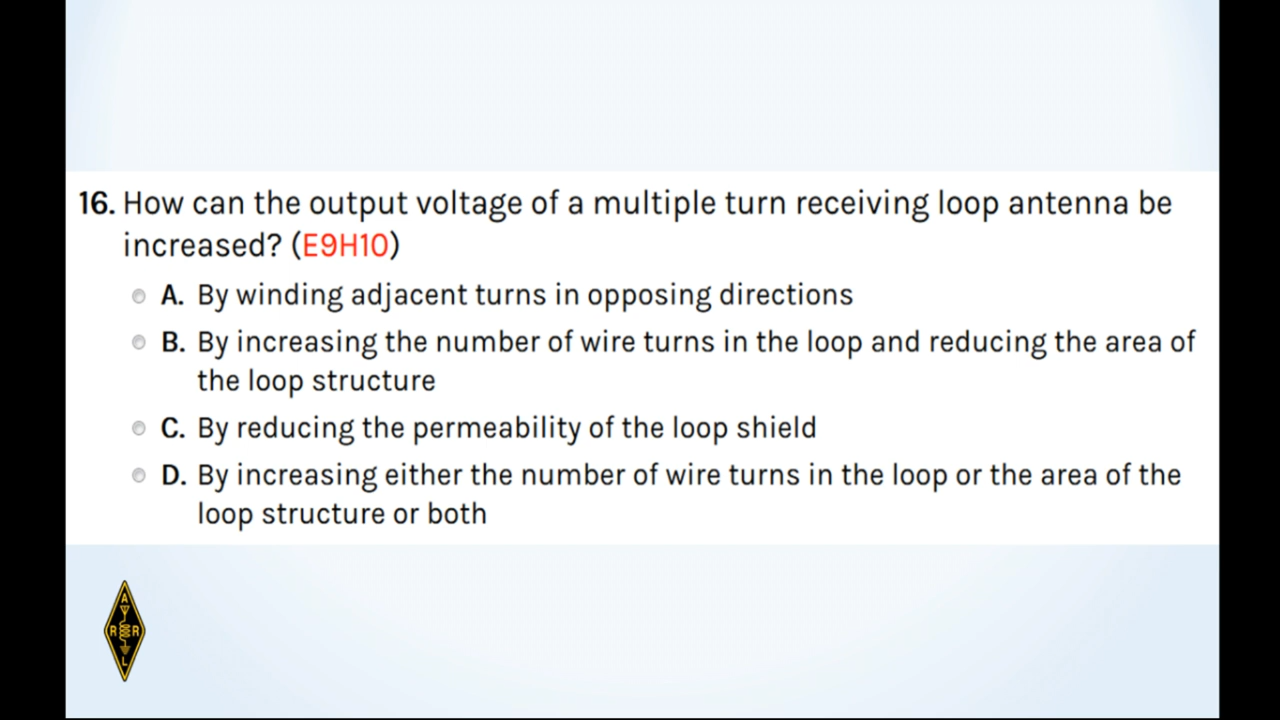 16. How can the output voltage of a multiple turn receiving loop antenna be
increased? (E9H10)
A. By winding adjacent turns in opposing directions
B. By increasing the number of wire turns in the loop and reducing the area of
the loop structure
C. By reducing the permeability of the loop shield
D. By increasing either the number of wire turns in the loop or the area of the
loop structure or both
A
R R
L